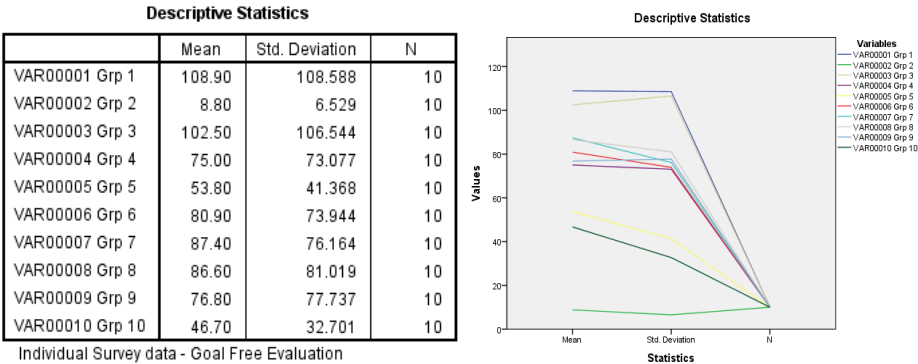 Descriptive Statistics
Mean Std. Deviation N
VAR00001 Grp 1 108.90 108.588 10
VAR00002 Grp 2 8.80 6.529 10
VAR00003 Grp 3 102.50 106.544 10
VAR00004 Grp 4 75.00 73.077 10
VAR00005 Grp 5 53.80 41.368 10
VAR00006 Grp 6 80.90 73.944 10
VAR00007 Grp 7 87.40 76.164 10
VAR00008 Grp 8 86.60 81.019 10
VAR00009 Grp 9 76.80 77.737 10
VAR00010 Grp 10 46.70 32.701 10
Individual Survey data - Goal Free Evaluation
Descriptive Statistics
Values
120
100
80
60
40
20
0
Mean Std. Deviation N
Statistics
Variables
VAR00001 Grp 1
VAR00002 Grp 2
VAR00003 Grp 3
VAR00004 Grp 4
VAR00005 Grp 5
VAR00006 Grp 6
VAR00007 Grp 7
VAR00008 Grp 8
VAR00009 Grp 9
VAR00010 Grp 10